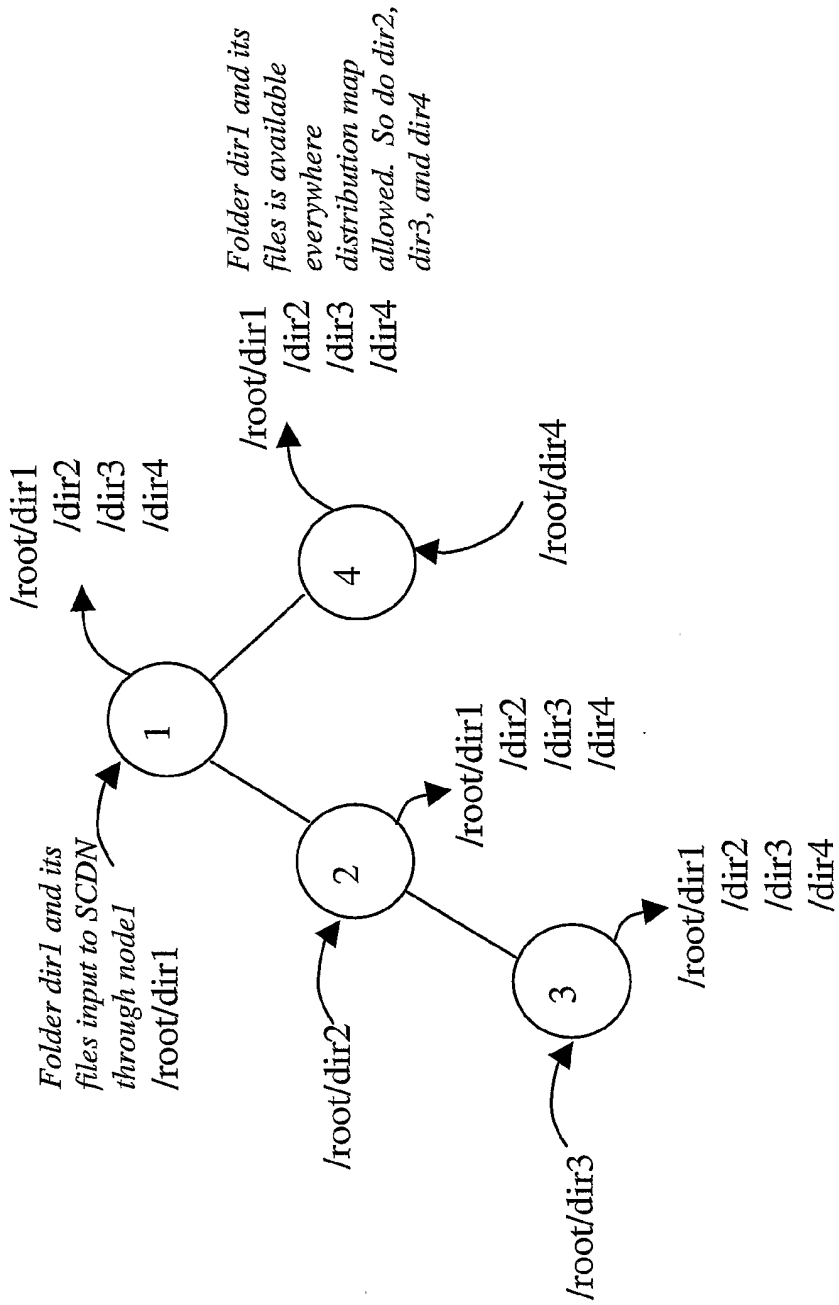 Folder dir1 and its
files input to SCDN
through node1
/root/dir1
/root/dir1
/dir2
/dir3
/dir4
1
/root/dir2
2
/root/dir1
/dir2
/dir3
/dir4
4
/root/dir1
/dir2
/dir3
/dir4
Folder dir1 and its
files is available
everywhere
distribution map
allowed. So do dir2,
dir3, and dir4
/root/dir4
/root/dir3
3
/root/dir1
/dir2
/dir3
/dir4